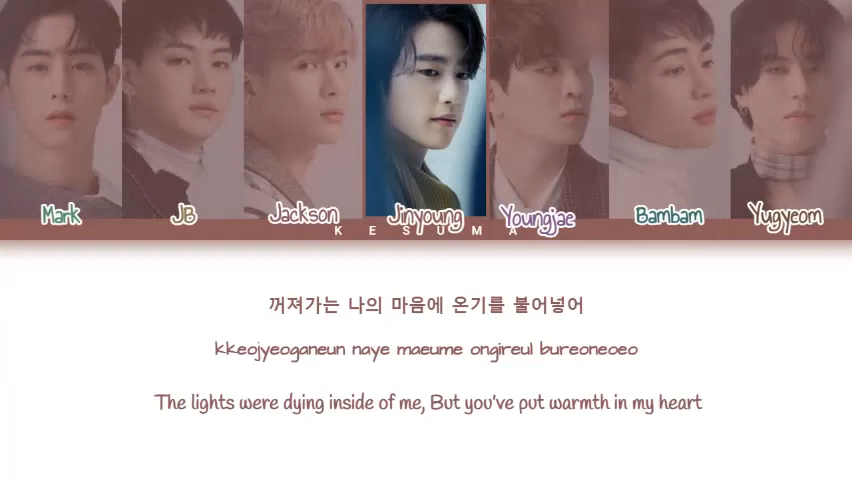 Mark JB Jackson Jinyoung Youngjae Bambam Yugyeom
K E S U M A
꺼져가는 나의 마음에 온기를 불어넣어
kkeojyeoganeun naye maeume ongireul bureoneoeo
The lights were dying inside of me, But you've put warmth in my heart